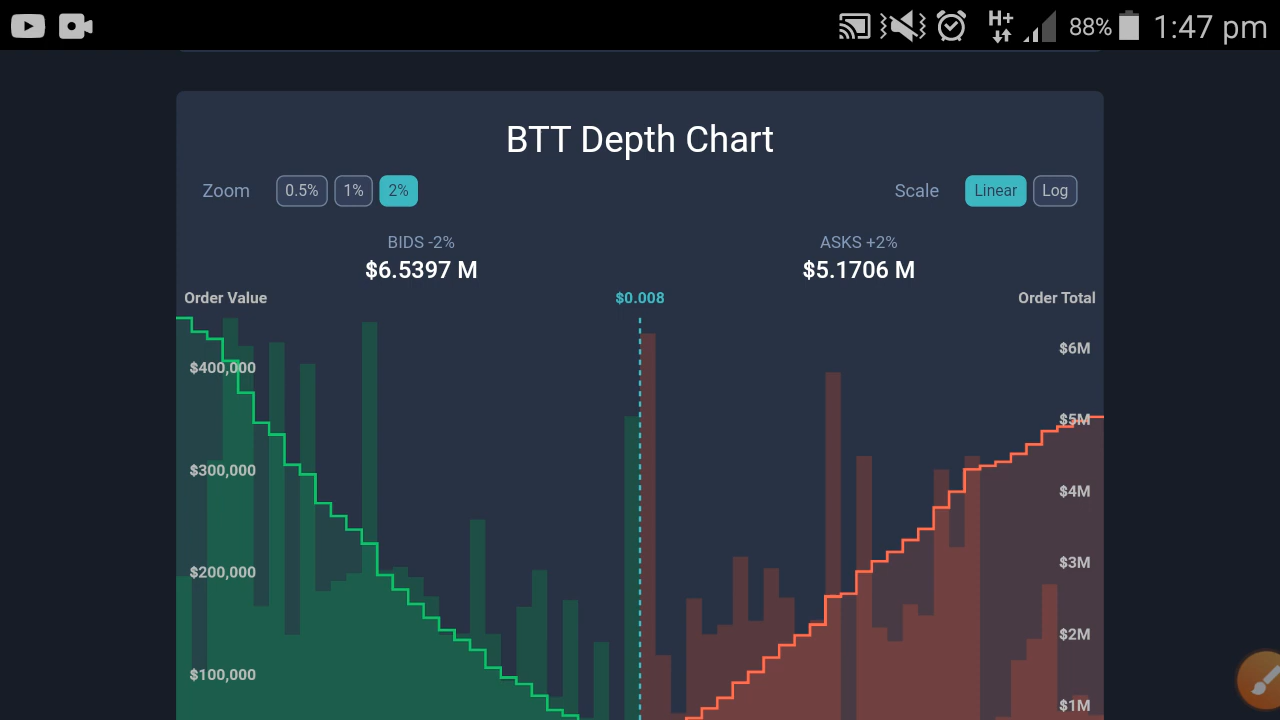 H+ 88% 1:47 pm
BTT Depth Chart
Zoom 0.5% 1% 2% Scale Linear Log
BIDS -2% ASKS +2%
$6.5397 M $5.1706 M
Order Value $0.008 Order Total
$6M
$400,000
$5M
$300,000
$4M
$200,000
$3M
$2M
$100,000
$1M